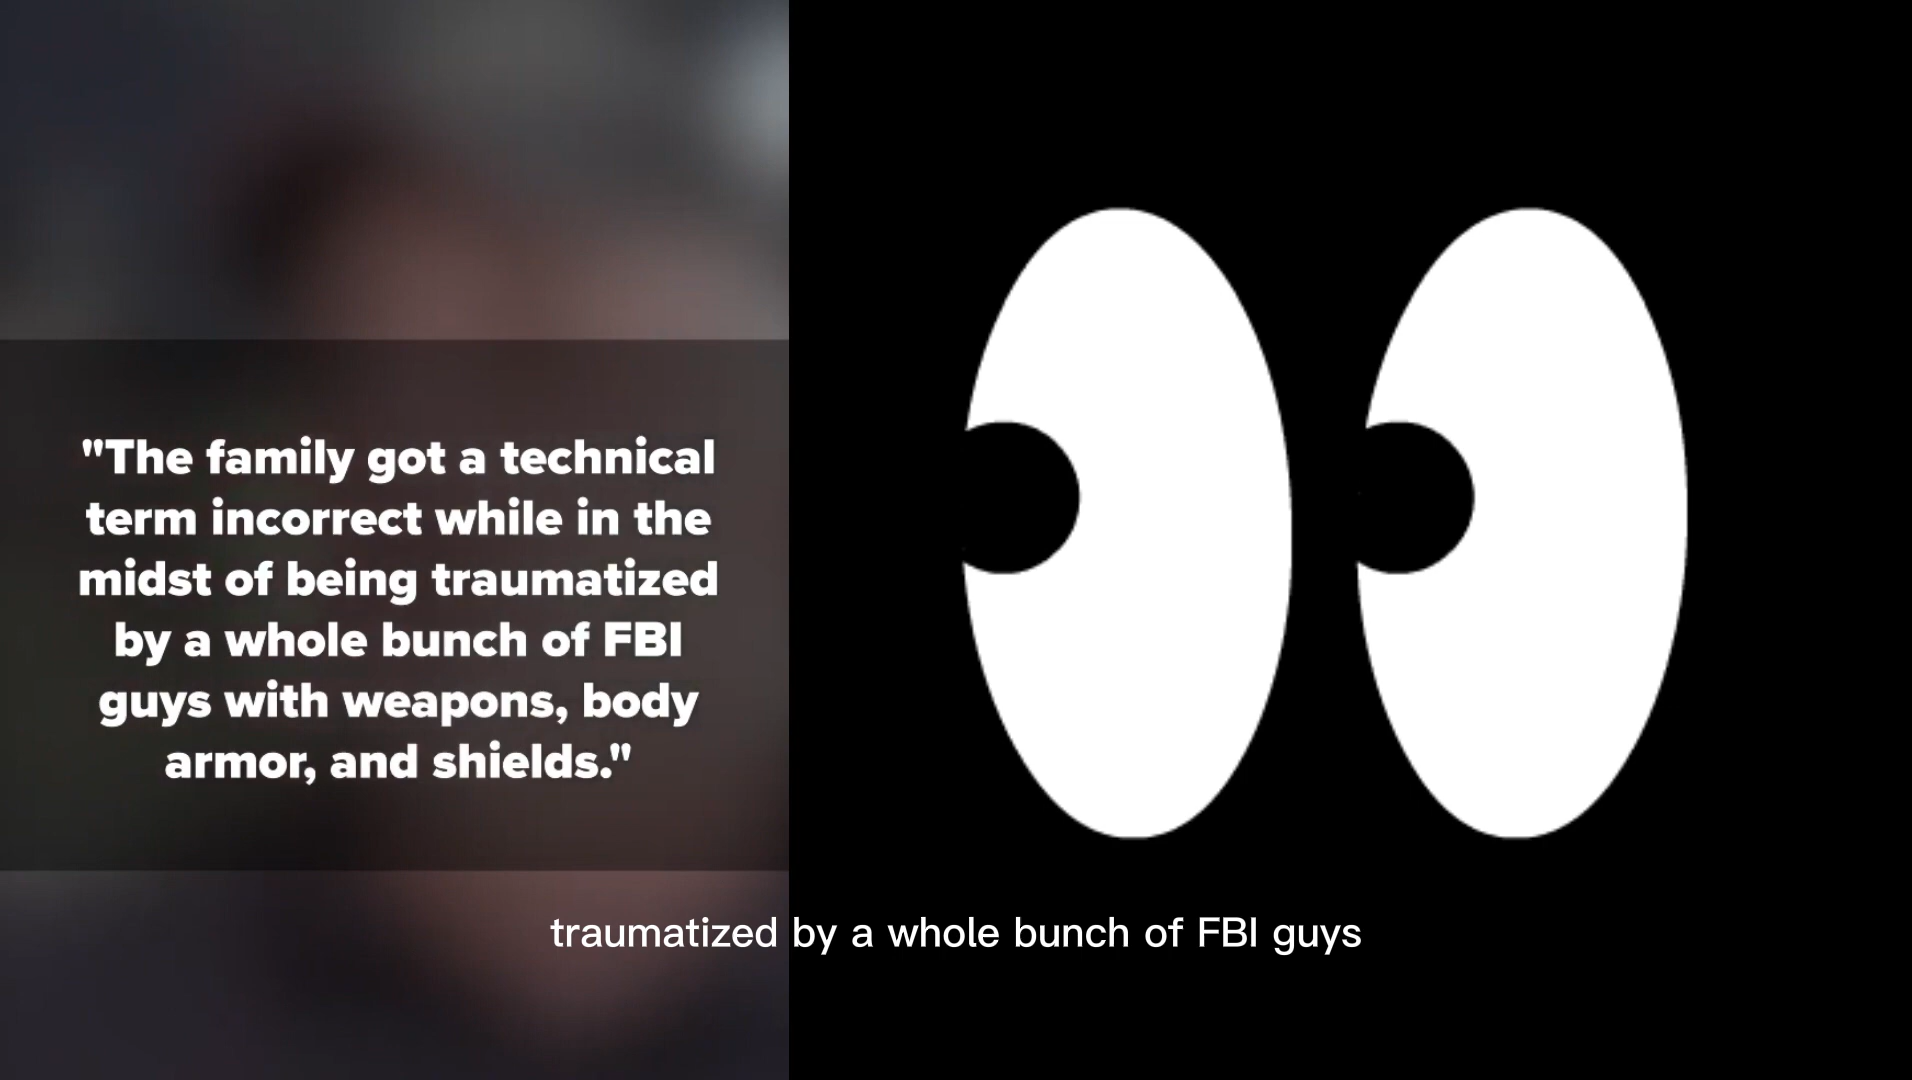 "The family got a technical
term incorrect while in the
midst of being traumatized
by a whole bunch of FBI
guys with weapons, body
armor, and shields."
traumatized by a whole bunch of FBI guys